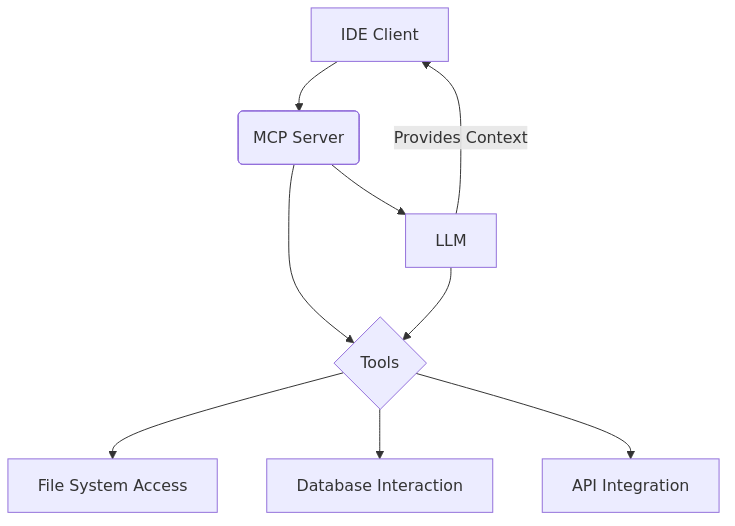 IDE Client
MCP Server
Provides Context
LLM
Tools
File System Access
Database Interaction
API Integration